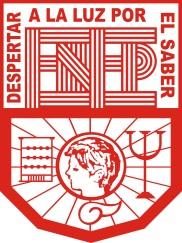 DESPERTAR A LA LUZ POR EL SABER
ENP